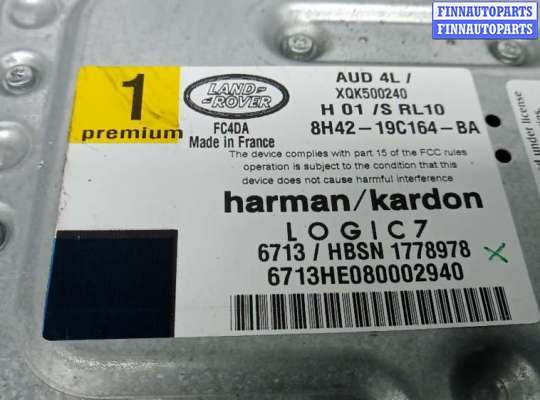 FINNAUTOPARTS
FINNAUTOPARTS
1
premium
LAND
ROVER
FC4DA
Made in France
AUD 4L /
XQK500240
H 01 /S RL10
8H42-19C164-BA
The device complies with part 15 of the FCC rules
operation is subject to the condition that this
device does not cause harmful interference
harman/kardon
LOGIC7
6713 / HBSN 1778978
6713HE080002940
under license